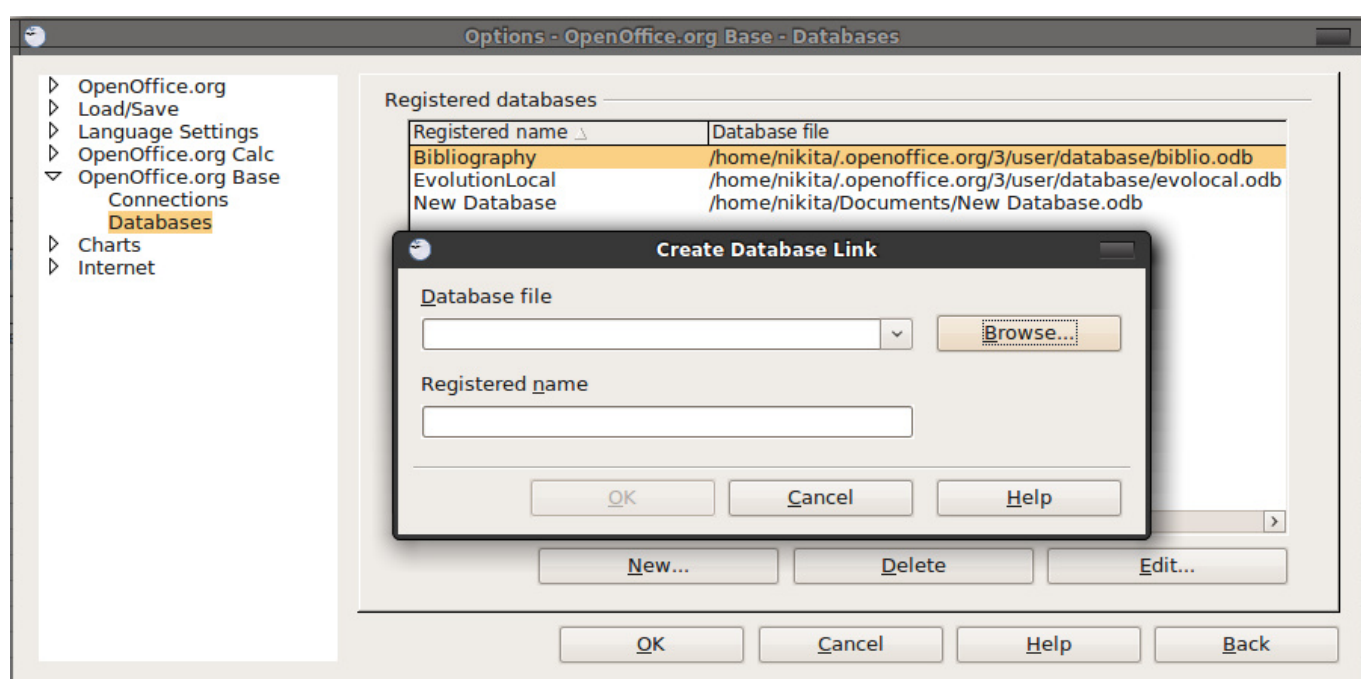 Options - OpenOffice.org Base - Databases
OpenOffice.org
Load/Save
Language Settings
OpenOffice.org Calc
OpenOffice.org Base
Connections
Databases
Charts
Internet
Registered databases
Registered name Database file
Bibliography /home/nikita/.openoffice.org/3/user/database/biblio.odb
EvolutionLocal /home/nikita/.openoffice.org/3/user/database/evolocal.odb
New Database /home/nikita/Documents/New Database.odb
Create Database Link
Database file
Browse...
Registered name
OK Cancel Help
New... Delete Edit...
OK Cancel Help Back